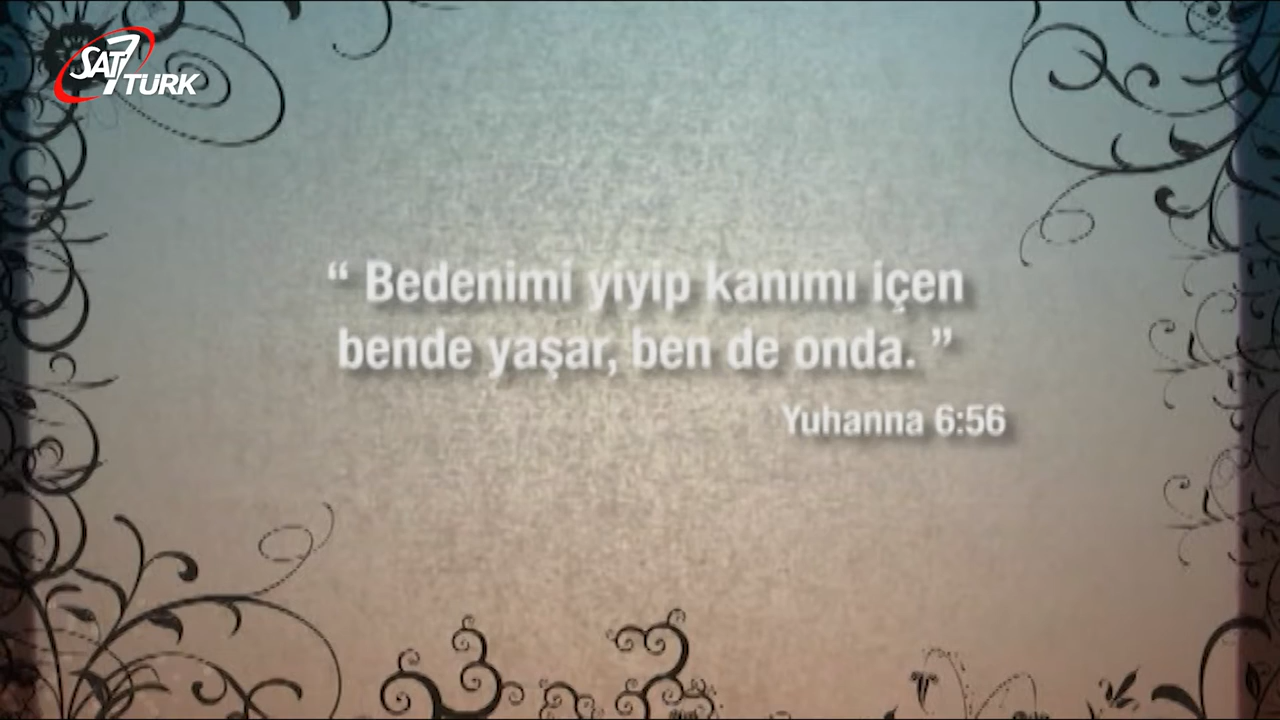 SAT7
TURK
“ Bedenimi yiyip kanımı içen
bende yaşar, ben de onda. ”
Yuhanna 6:56